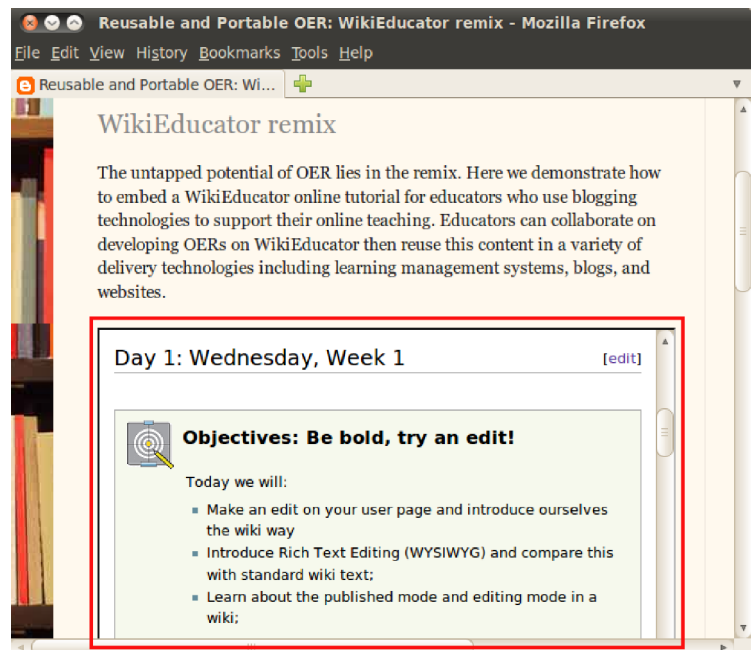 Reusable and Portable OER: WikiEducator remix - Mozilla Firefox
File Edit View History Bookmarks Tools Help
Reusable and Portable OER: Wi...
WikiEducator remix
The untapped potential of OER lies in the remix. Here we demonstrate how
to embed a WikiEducator online tutorial for educators who use blogging
technologies to support their online teaching. Educators can collaborate on
developing OERs on WikiEducator then reuse this content in a variety of
delivery technologies including learning management systems, blogs, and
websites.
Day 1: Wednesday, Week 1 [edit]
Objectives: Be bold, try an edit!
Today we will:
Make an edit on your user page and introduce ourselves
the wiki way
Introduce Rich Text Editing (WYSIWYG) and compare this
with standard wiki text;
Learn about the published mode and editing mode in a
wiki;